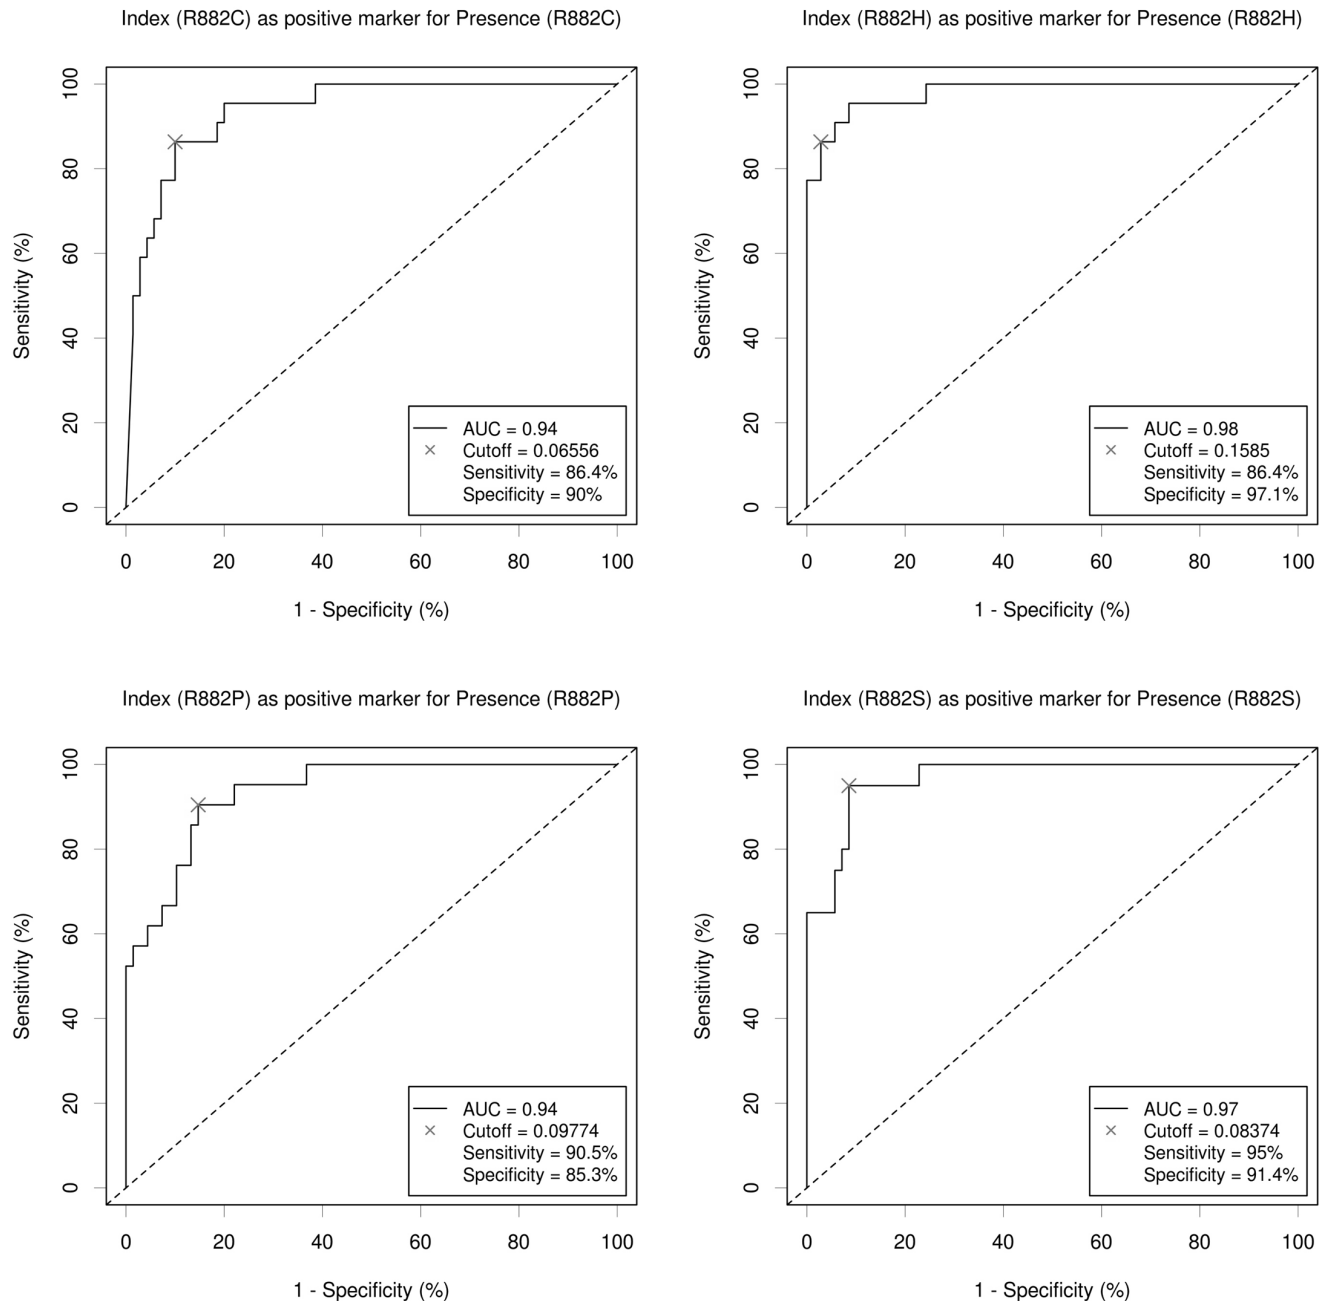 Index (R882C) as positive marker for Presence (R882C)
Sensitivity (%)
100
80
60
40
20
0
AUC = 0.94
Cutoff = 0.06556
Sensitivity = 86.4%
Specificity = 90%
0 20 40 60 80 100
1 - Specificity (%)
Index (R882H) as positive marker for Presence (R882H)
Sensitivity (%)
100
80
60
40
20
0
AUC = 0.98
Cutoff = 0.1585
Sensitivity = 86.4%
Specificity = 97.1%
0 20 40 60 80 100
1 - Specificity (%)
Index (R882P) as positive marker for Presence (R882P)
Sensitivity (%)
100
80
60
40
20
0
AUC = 0.94
Cutoff = 0.09774
Sensitivity = 90.5%
Specificity = 85.3%
0 20 40 60 80 100
1 - Specificity (%)
Index (R882S) as positive marker for Presence (R882S)
Sensitivity (%)
100
80
60
40
20
0
AUC = 0.97
Cutoff = 0.08374
Sensitivity = 95%
Specificity = 91.4%
0 20 40 60 80 100
1 - Specificity (%)